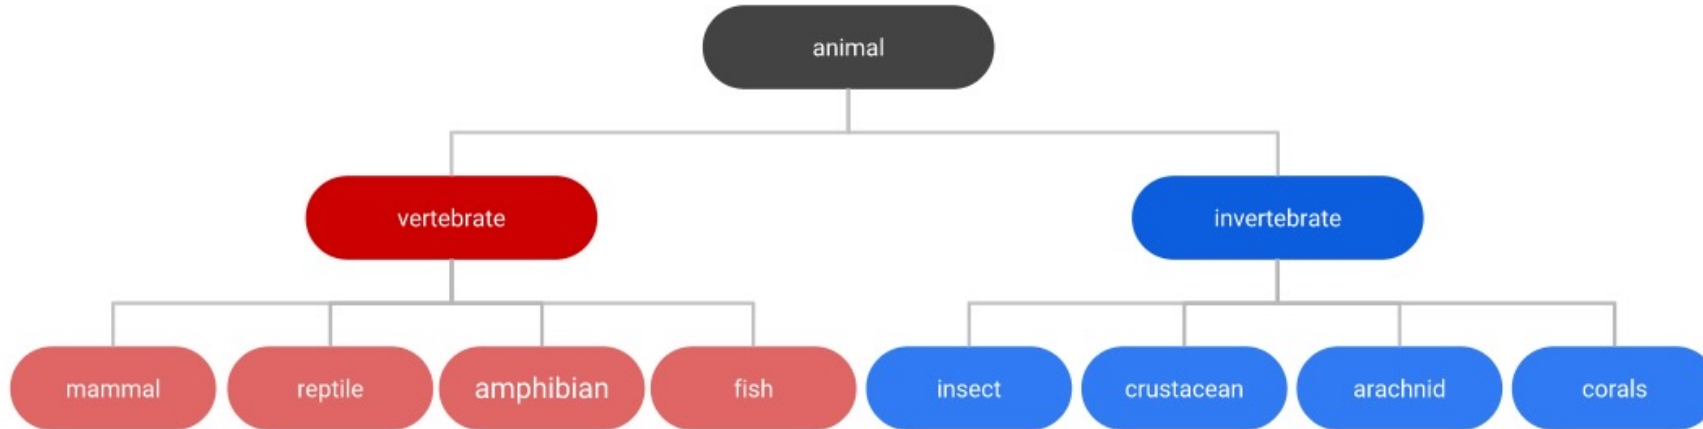 animal
vertebrate
invertebrate
mammal
reptile
amphibian
fish
insect
crustacean
arachnid
corals